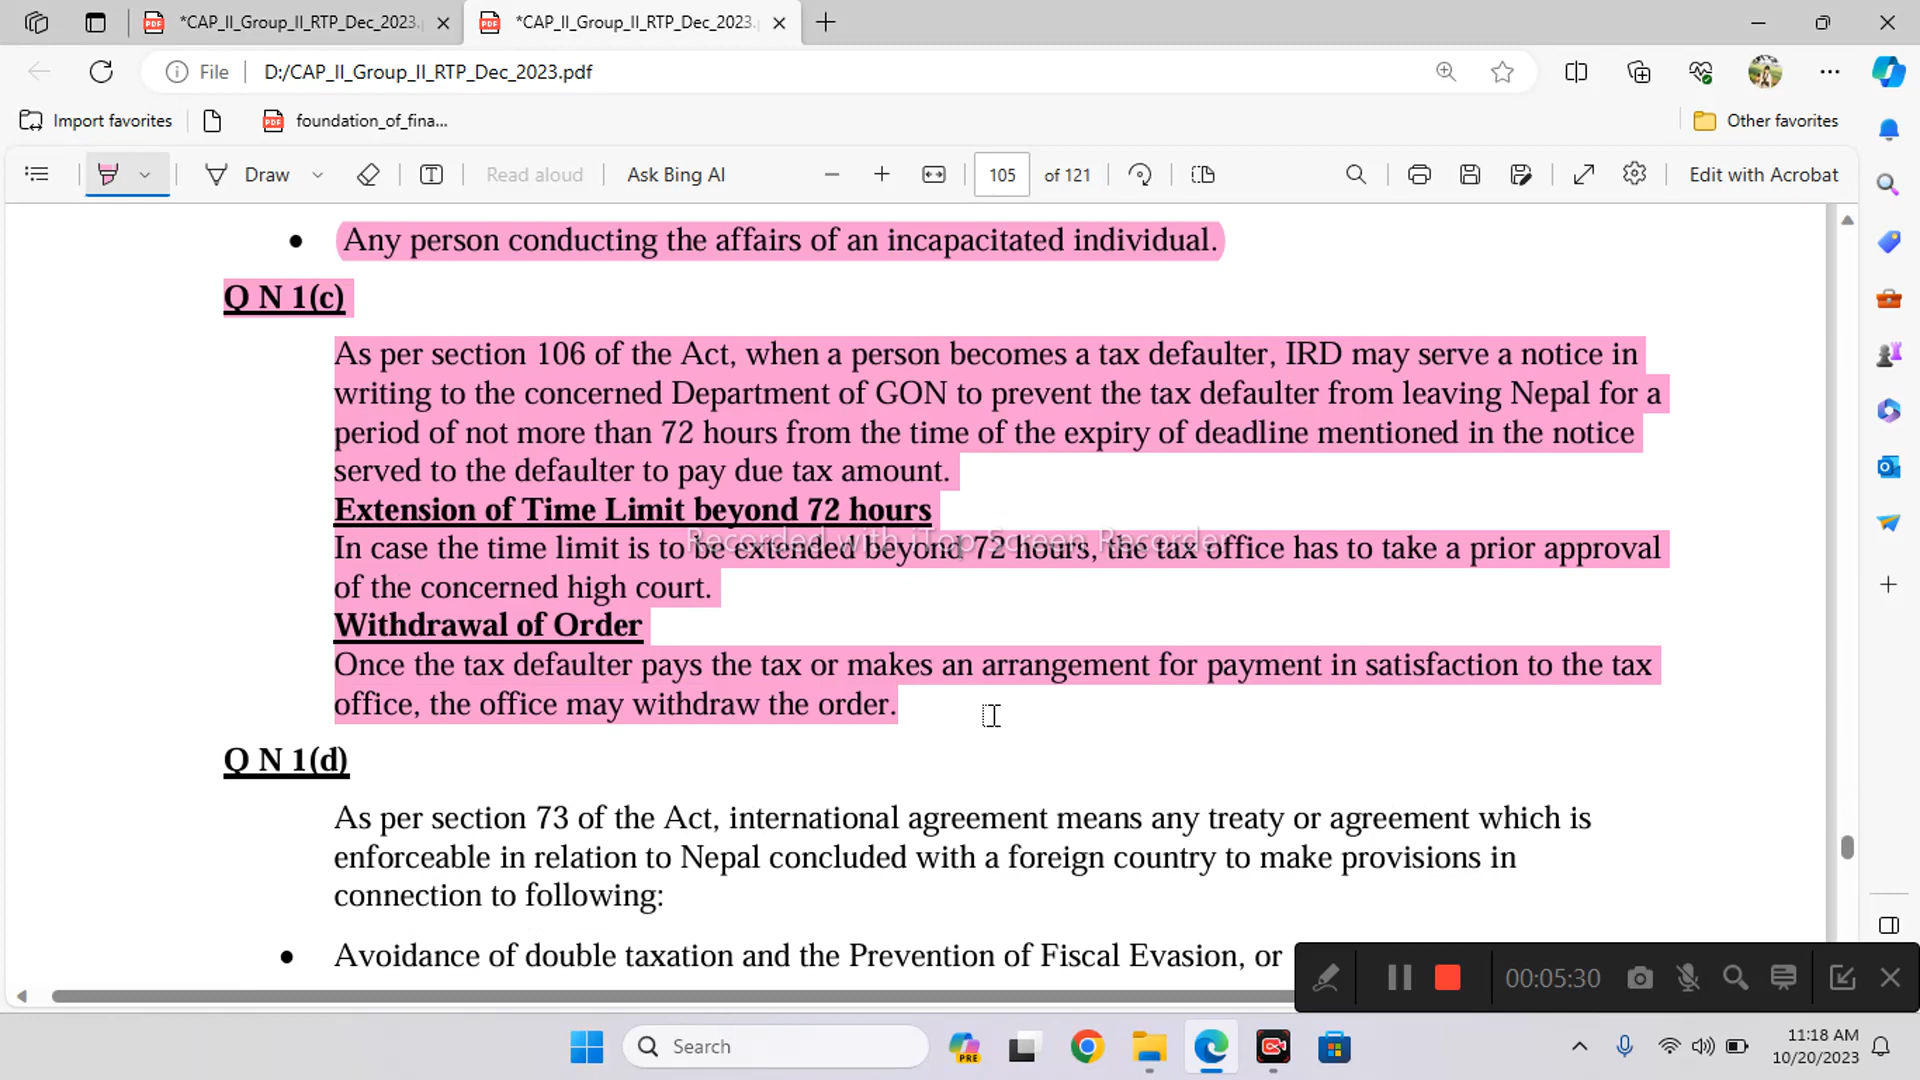 *CAP_II_Group_II_RTP_Dec_2023.
*CAP_II_Group_II_RTP_Dec_2023.
File
D:/CAP_II_Group_II_RTP_Dec_2023.pdf
Import favorites
foundation_of_fina...
Other favorites
Draw
Read aloud
Ask Bing AI
105
of 121
Edit with Acrobat
• Any person conducting the affairs of an incapacitated individual.
Q N 1(c)
As per section 106 of the Act, when a person becomes a tax defaulter, IRD may serve a notice in
writing to the concerned Department of GON to prevent the tax defaulter from leaving Nepal for a
period of not more than 72 hours from the time of the expiry of deadline mentioned in the notice
served to the defaulter to pay due tax amount.
Extension of Time Limit beyond 72 hours
Recorded with iTop Screen Recorder
In case the time limit is to be extended beyond 72 hours, the tax office has to take a prior approval
of the concerned high court.
Withdrawal of Order
Once the tax defaulter pays the tax or makes an arrangement for payment in satisfaction to the tax
office, the office may withdraw the order.
Q N 1(d)
As per section 73 of the Act, international agreement means any treaty or agreement which is
enforceable in relation to Nepal concluded with a foreign country to make provisions in
connection to following:
• Avoidance of double taxation and the Prevention of Fiscal Evasion, or
00:05:30
Search
PRE
11:18 AM
10/20/2023